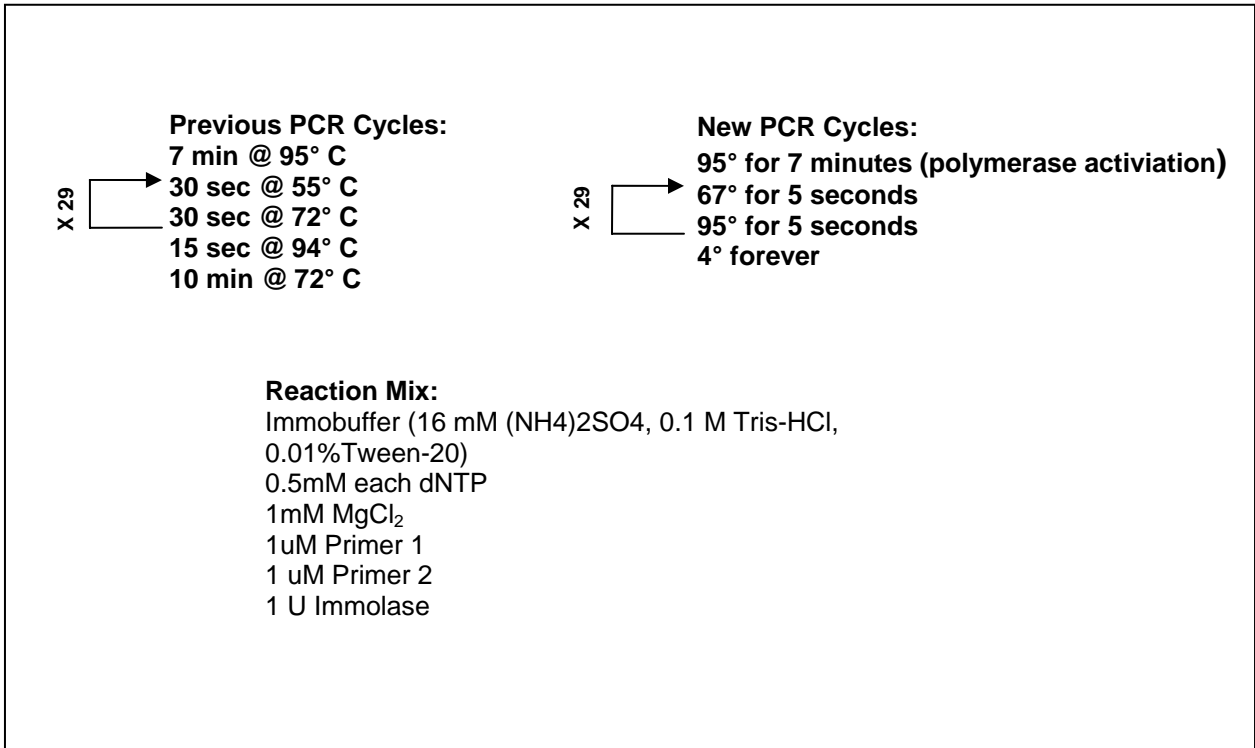 Previous PCR Cycles:
7 min @ 95° C
30 sec @ 55° C
30 sec @ 72° C
15 sec @ 94° C
10 min @ 72° C
X 29
New PCR Cycles:
95° for 7 minutes (polymerase activiation)
67° for 5 seconds
95° for 5 seconds
4° forever
X 29
Reaction Mix:
Immobuffer (16 mM (NH4)2SO4, 0.1 M Tris-HCl,
0.01%Tween-20)
0.5mM each dNTP
1mM MgCl₂
1uM Primer 1
1 uM Primer 2
1 U Immolase